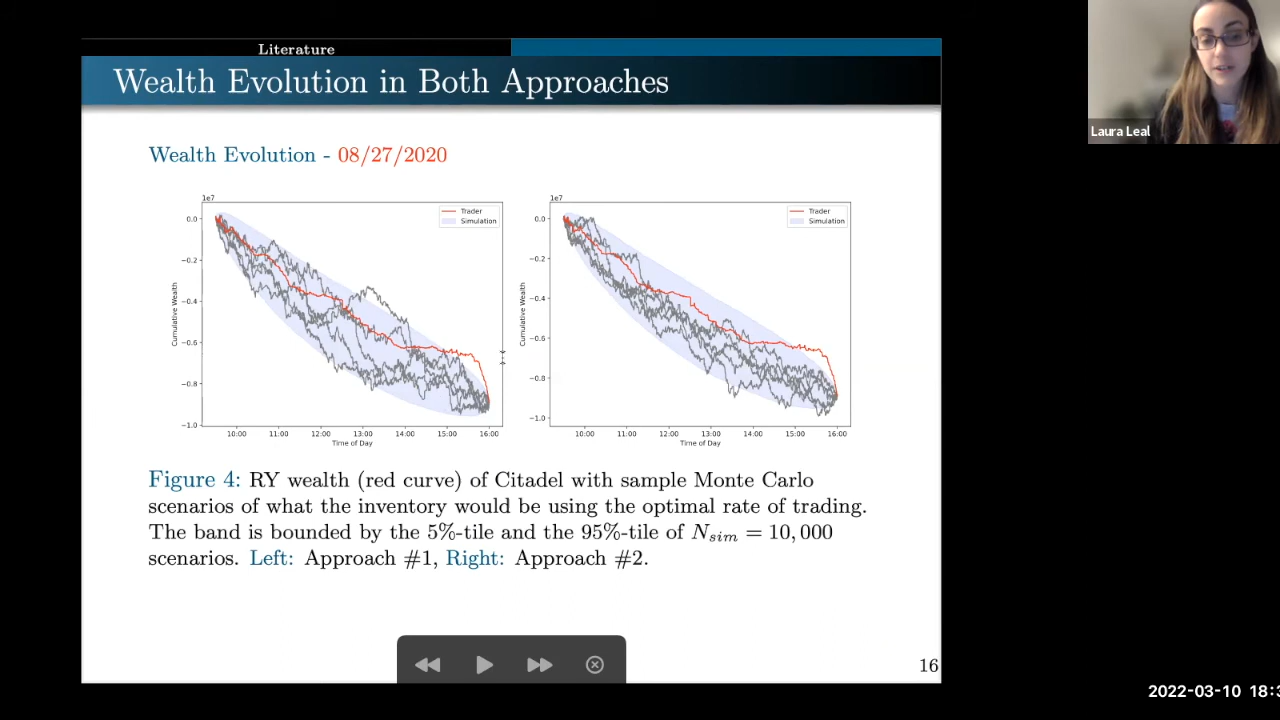 Literature
Wealth Evolution in Both Approaches
Laura Leal
Wealth Evolution - 08/27/2020
1e7
Trader
Simulation
0.0
−0.2
−0.4
−0.6
−0.8
−1.0
Cumulative Wealth
10:00 11:00 12:00 13:00 14:00 15:00 16:00
Time of Day
1e7
Trader
Simulation
0.0
−0.2
−0.4
−0.6
−0.8
−1.0
Cumulative Wealth
10:00 11:00 12:00 13:00 14:00 15:00 16:00
Time of Day
Figure 4: RY wealth (red curve) of Citadel with sample Monte Carlo
scenarios of what the inventory would be using the optimal rate of trading.
The band is bounded by the 5%-tile and the 95%-tile of N_sim = 10,000
scenarios. Left: Approach #1, Right: Approach #2.
16
2022-03-10 18:3